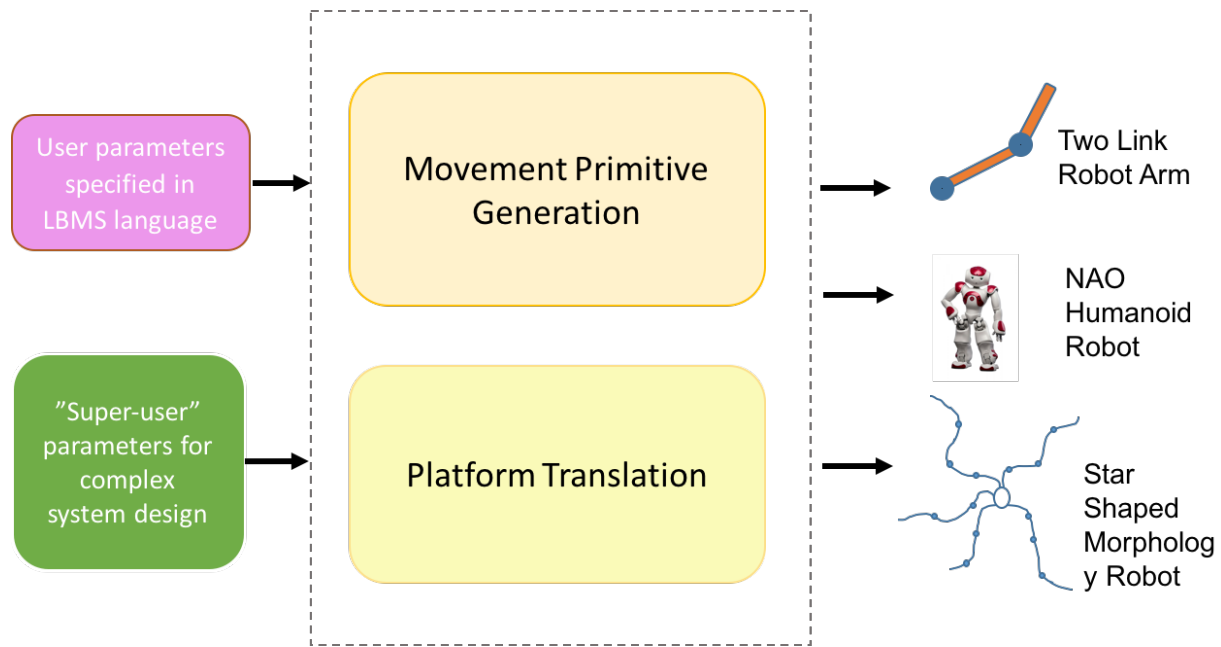 User parameters
specified in
LBMS language
”Super-user”
parameters for
complex
system design
Movement Primitive
Generation
Platform Translation
Two Link
Robot Arm
NAO
Humanoid
Robot
Star
Shaped
Morpholog
y Robot